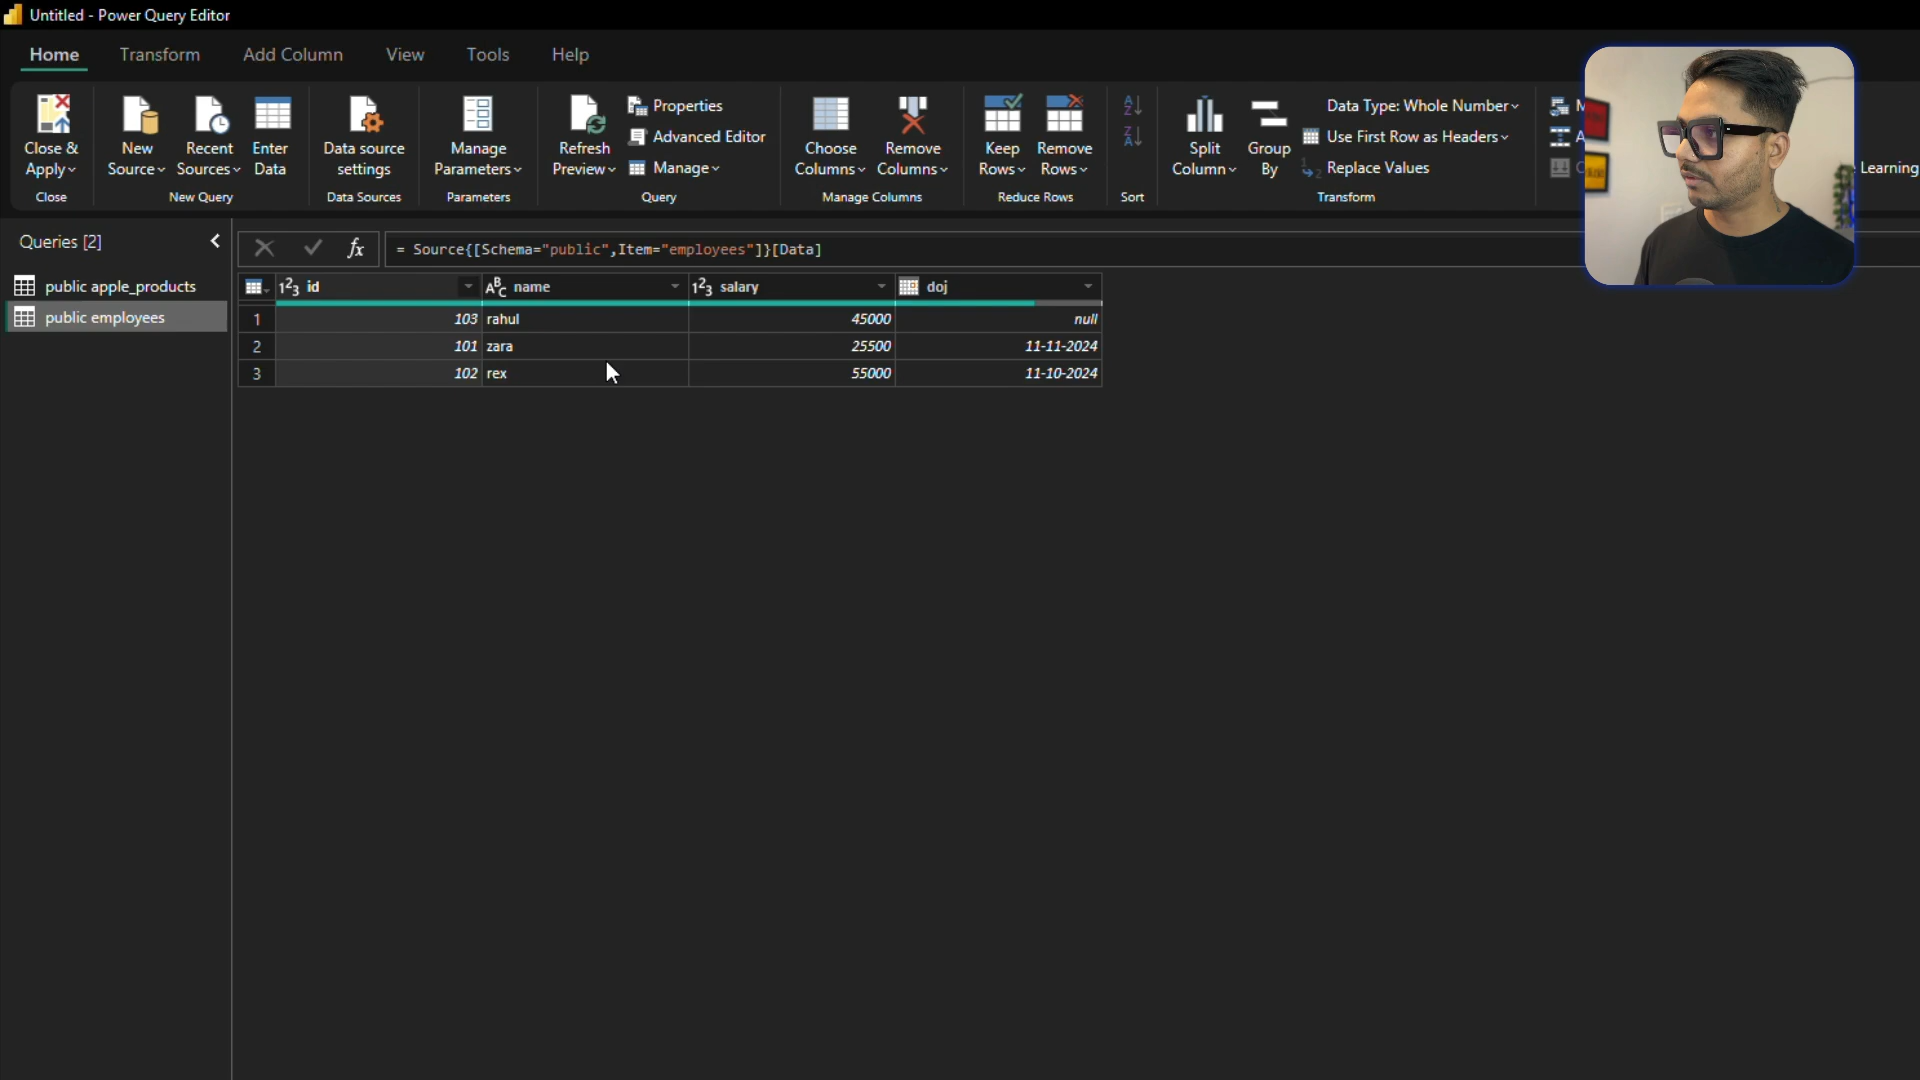 Untitled - Power Query Editor
Home Transform Add Column View Tools Help
Close & Apply
New Source
Recent Sources
Enter Data
Data source settings
Manage Parameters
Refresh Preview
Properties
Advanced Editor
Manage
Choose Columns
Remove Columns
Keep Rows
Remove Rows
Split Column
Group By
Data Type: Whole Number
Use First Row as Headers
Replace Values
Learning
Close New Query Data Sources Parameters Query Manage Columns Reduce Rows Sort Transform
Queries [2]
= Source{[Schema="public",Item="employees"]}[Data]
public apple_products
public employees
id name salary doj
1 103 rahul 45000 null
2 101 zara 25500 11-11-2024
3 102 rex 55000 11-10-2024